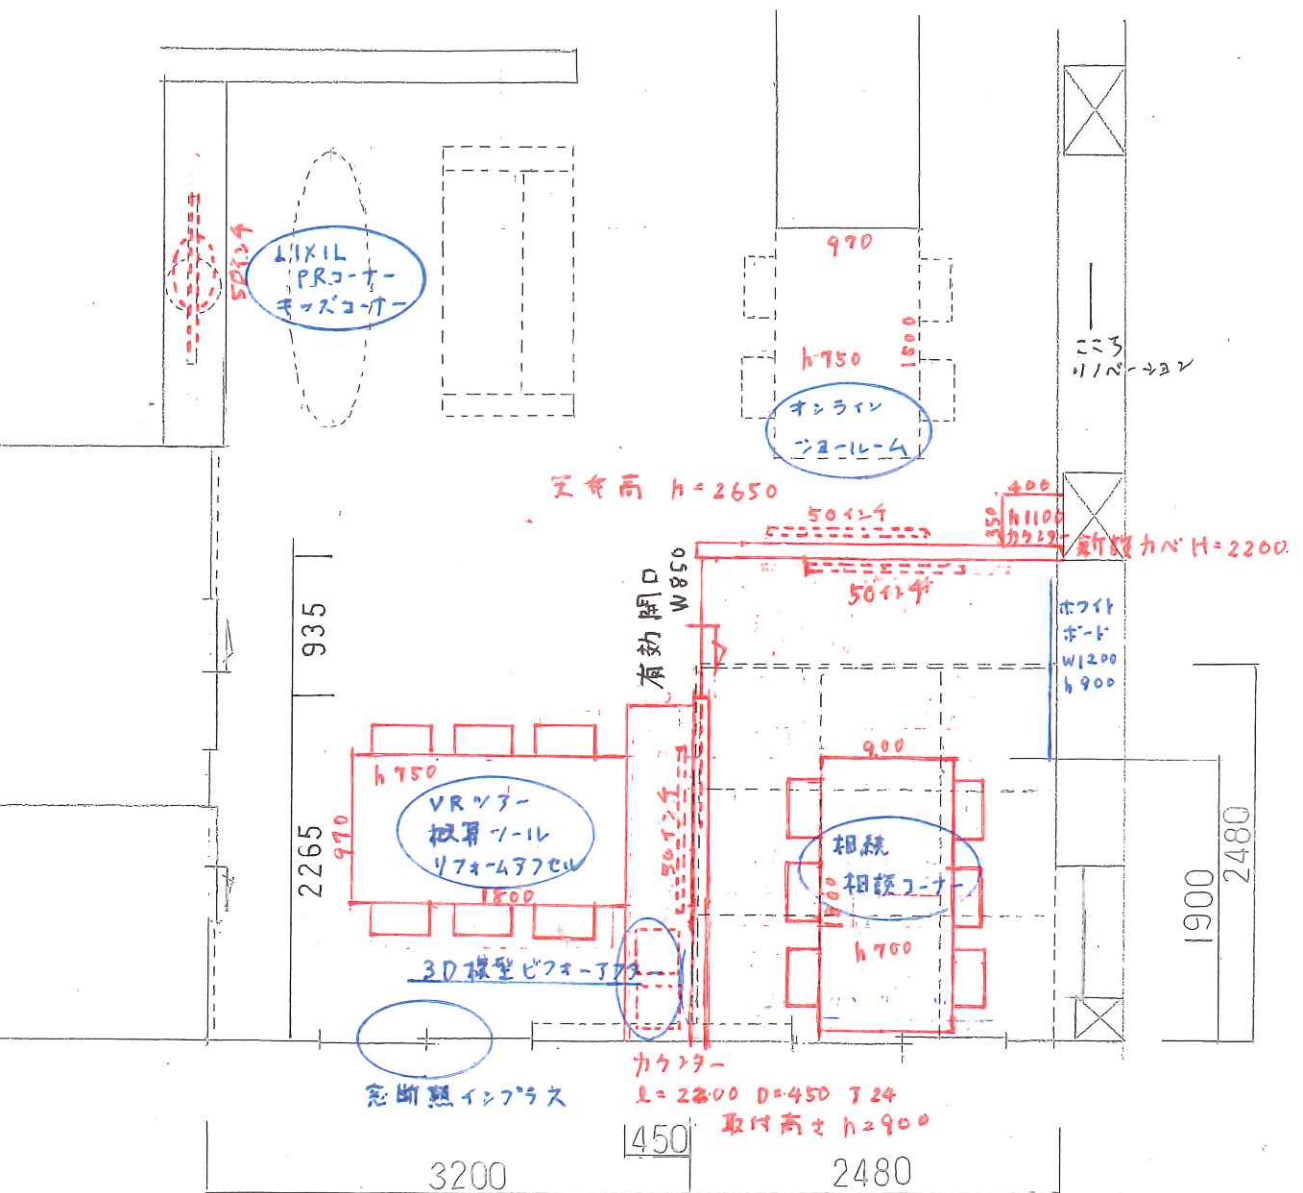 970
50インチ
LIXIL
PRコーナー
キッズコーナー
h750
1500
オンライン
ショールーム
こころ
リノベーション
天井高 h=2650
400
350
h1100
カウンター
50インチ
新設カベ H=2200
50インチ
有効開口
W850
ホワイト
ボード
W1200
h900
935
2265
h750
970
VRツアー
概算ツール
リフォームアフセル
1800
50インチ
900
相続
相談コーナー
1800
h700
1900
2480
3D模型ビフォーアフター
窓断熱インプラス
カウンター
l=2200 D=450 T24
取付高さ h=900
450
3200
2480